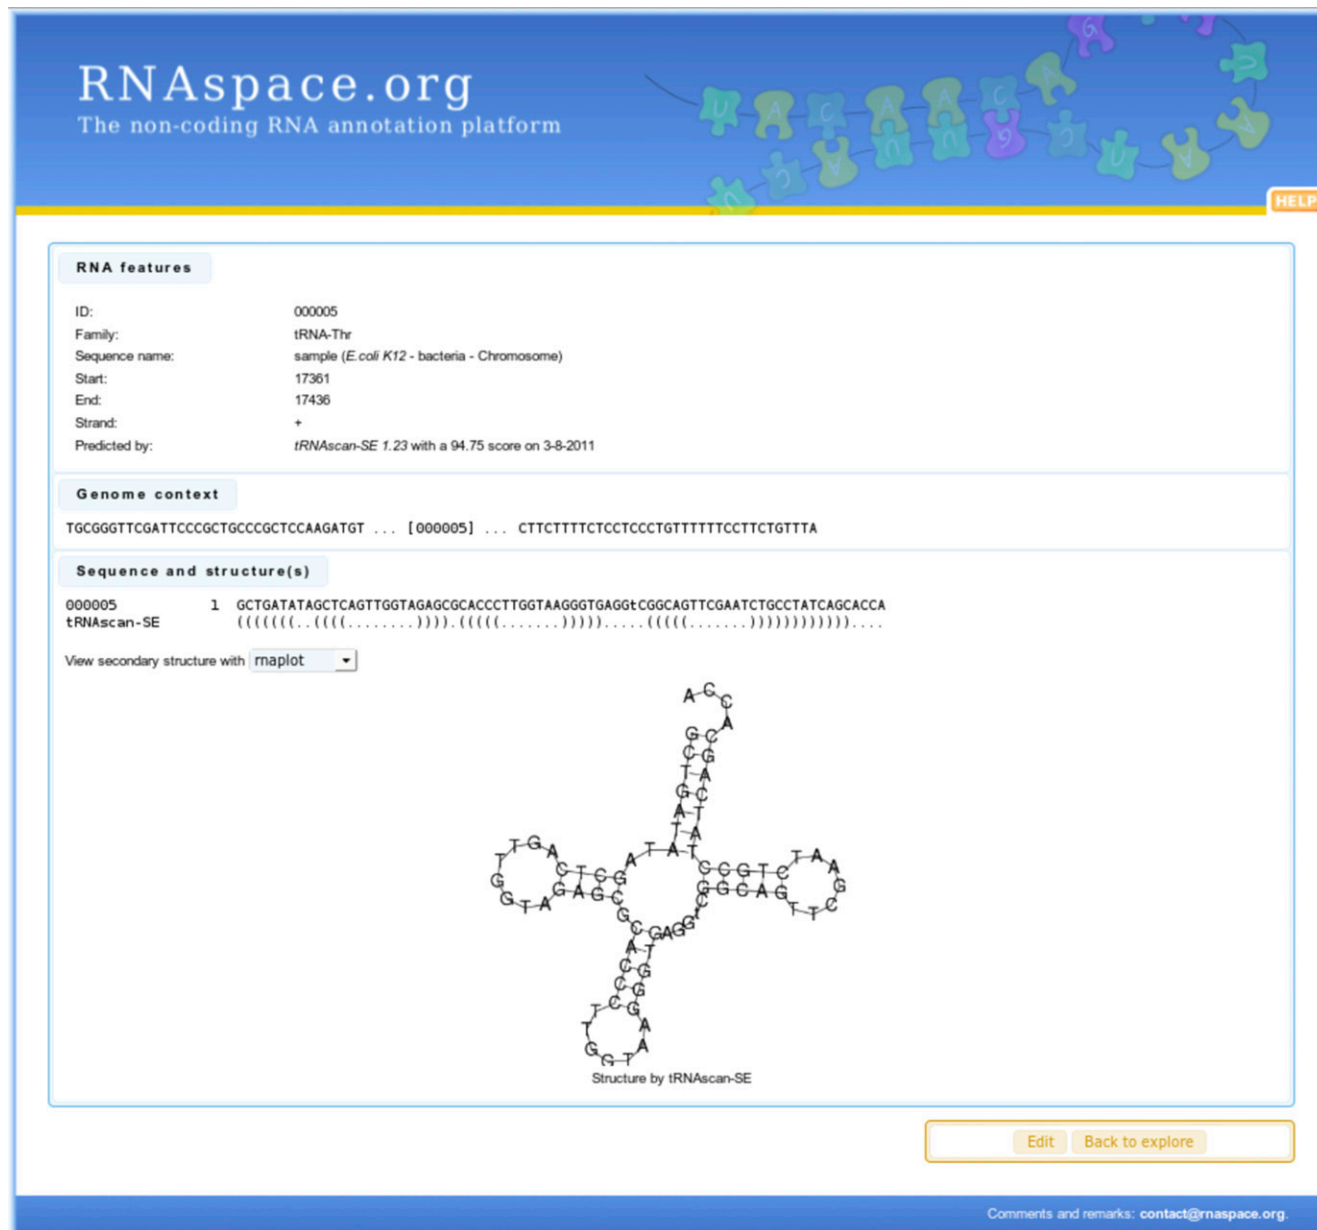 RNAspace.org
The non-coding RNA annotation platform
HELP
RNA features
ID: 000005
Family: tRNA-Thr
Sequence name: sample (E.coli K12 - bacteria - Chromosome)
Start: 17361
End: 17436
Strand: +
Predicted by: tRNAscan-SE 1.23 with a 94.75 score on 3-8-2011
Genome context
TGCGGGTTCGATTCCCGCTGCCCGCTCCAAGATGT ... [000005] ... CTTCTTTTCTCCTCCCTGTTTTTTCCTTCTGTTTA
Sequence and structure(s)
000005 1 GCTGATATAGCTCAGTTGGTAGAGCGCACCCTTGGTAAGGGTGAGGtCGGCAGTTCGAATCTGCCTATCAGCACCA
tRNAscan-SE (((((((..((((........)))).(((((.......))))).....(((((.......))))))))))))....
View secondary structure with rnaplot
Structure by tRNAscan-SE
Edit Back to explore
Comments and remarks: contact@rnaspace.org.